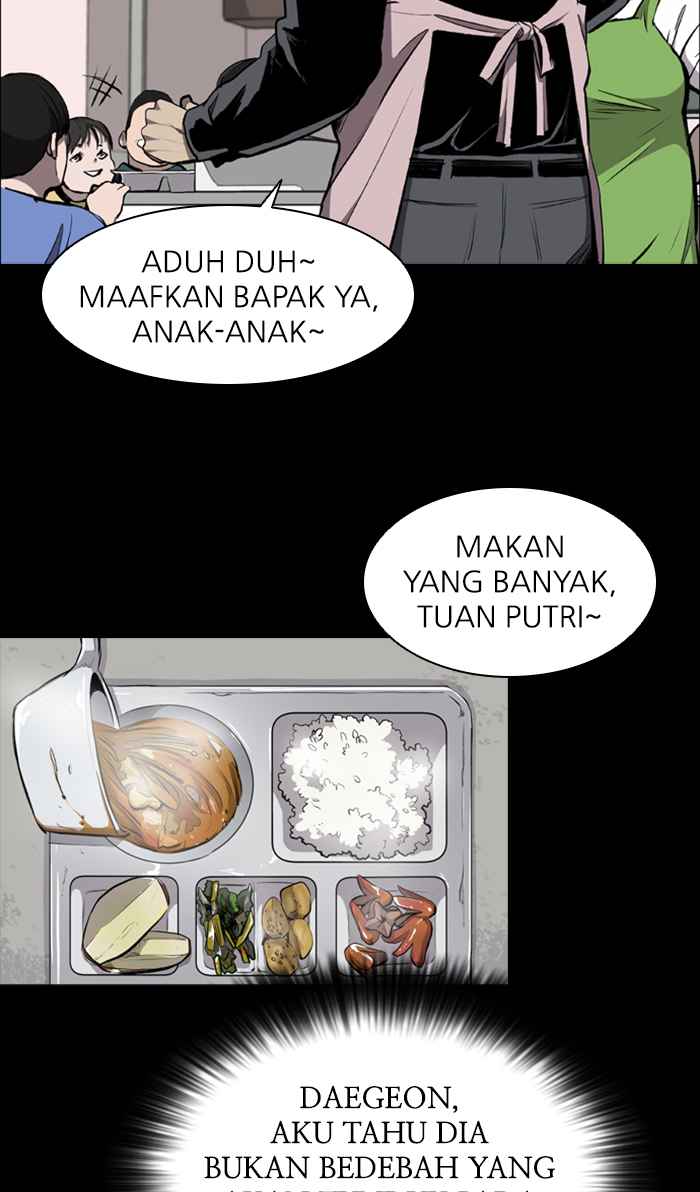 ADUH DUH~
MAAFKAN BAPAK YA,
ANAK-ANAK~
MAKAN
YANG BANYAK,
TUAN PUTRI~
DAEGEON,
AKU TAHU DIA
BUKAN BEDEBAH YANG